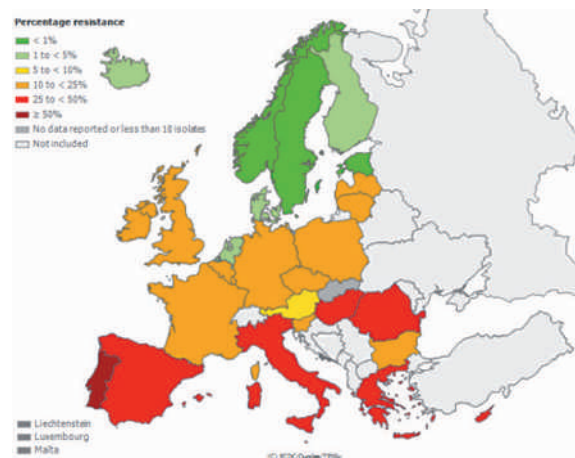 Percentage resistance
< 1%
1 to < 5%
5 to < 10%
10 to < 25%
25 to < 50%
≥ 50%
No data reported or less than 10 isolates
Not included
Liechtenstein
Luxembourg
Malta